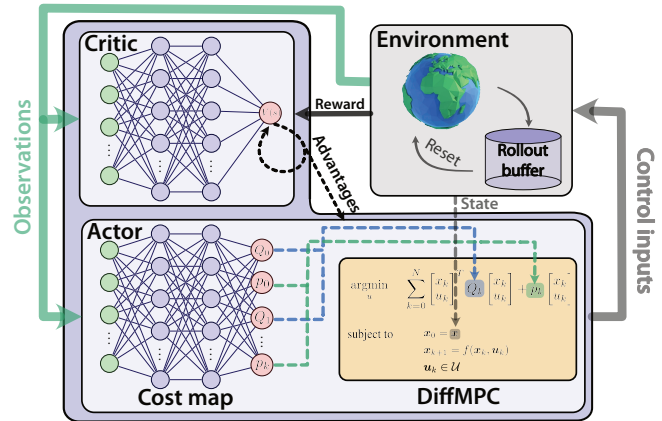 Critic
V(s)
Environment
Reward
Reset
Rollout
buffer
Observations
Advantages
State
Control inputs
Actor
Q₀
p₀
Q₁
⋮
pₖ
Cost map
argmin
u
∑ₖ₌₀ᴺ [xₖ uₖ]ᵀ Qₖ [xₖ uₖ] + pₖ [xₖ uₖ]
subject to
x₀ = x
xₖ₊₁ = f(xₖ, uₖ)
uₖ ∈ 𝒰
DiffMPC